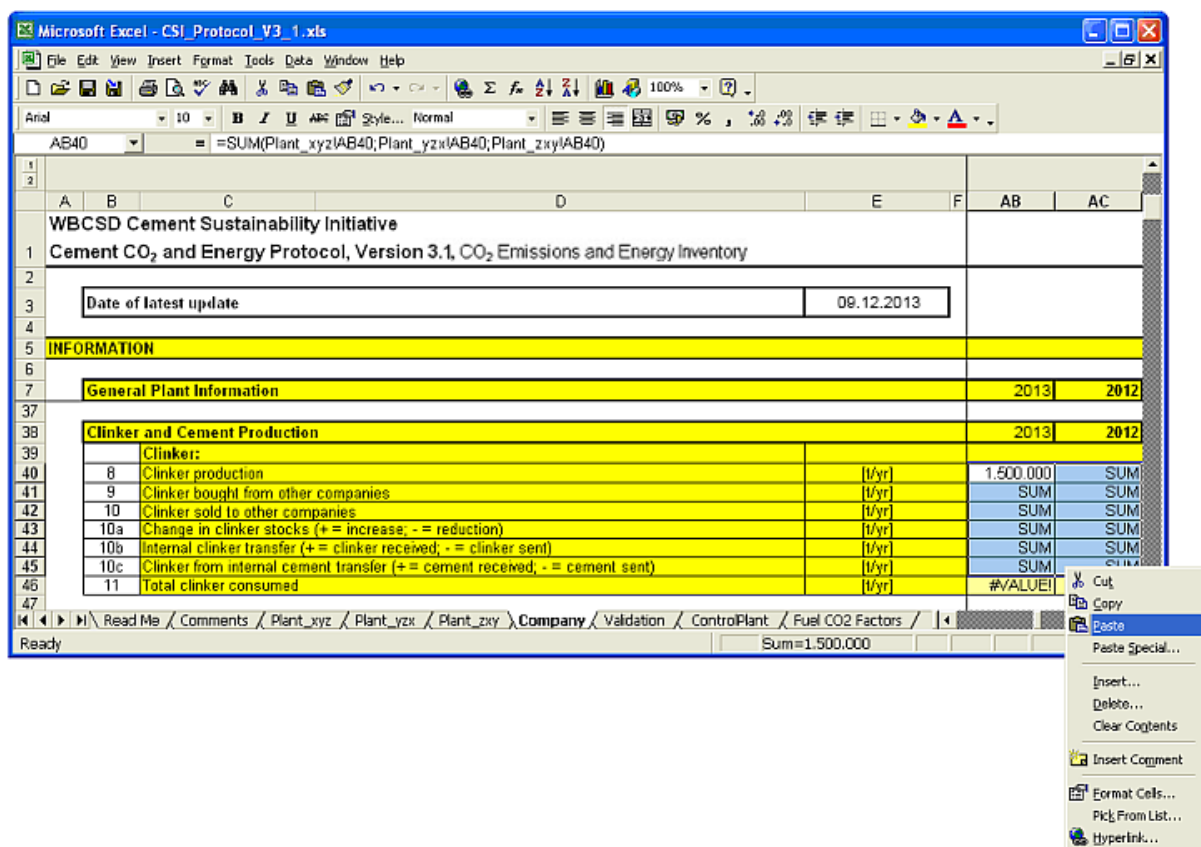 Microsoft Excel - CSI_Protocol_V3_1.xls
File Edit View Insert Format Tools Data Window Help
100%
Arial 10 B I U ABC Style... Normal % ,
AB40 = =SUM(Plant_xyz!AB40;Plant_yzx!AB40;Plant_zxy!AB40)
1
2
A B C D E F AB AC
WBCSD Cement Sustainability Initiative
1 Cement CO₂ and Energy Protocol, Version 3.1, CO₂ Emissions and Energy Inventory
2
3 Date of latest update 09.12.2013
4
5 INFORMATION
6
7 General Plant Information 2013 2012
37
38 Clinker and Cement Production 2013 2012
39 Clinker:
40 8 Clinker production [t/yr] 1.500.000 SUM
41 9 Clinker bought from other companies [t/yr] SUM SUM
42 10 Clinker sold to other companies [t/yr] SUM SUM
43 10a Change in clinker stocks (+ = increase; - = reduction) [t/yr] SUM SUM
44 10b Internal clinker transfer (+ = clinker received; - = clinker sent) [t/yr] SUM SUM
45 10c Clinker from internal cement transfer (+ = cement received; - = cement sent) [t/yr] SUM SUM
46 11 Total clinker consumed [t/yr] #VALUE!
47
Read Me / Comments / Plant_xyz / Plant_yzx / Plant_zxy \ Company / Validation / ControlPlant / Fuel CO2 Factors /
Ready Sum=1.500.000
Cut
Copy
Paste
Paste Special...
Insert...
Delete...
Clear Contents
Insert Comment
Format Cells...
Pick From List...
Hyperlink...